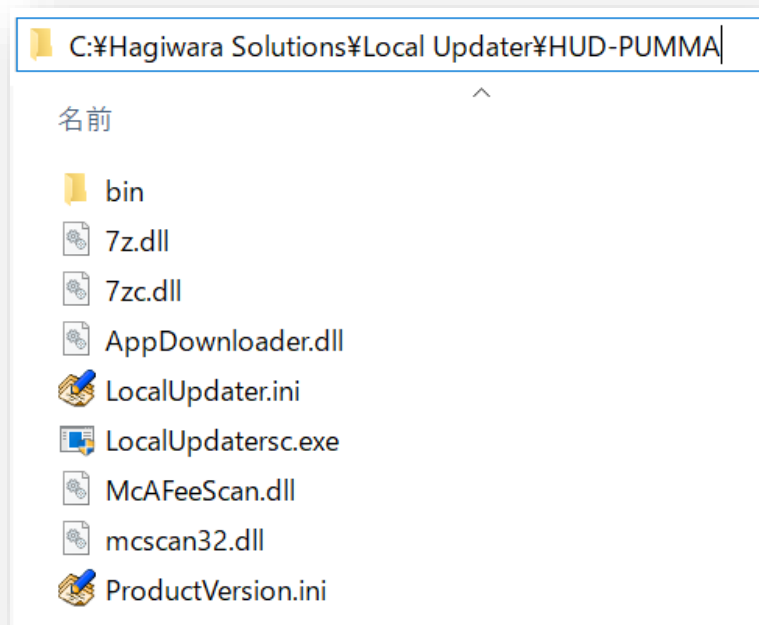 C:¥Hagiwara Solutions¥Local Updater¥HUD-PUMMA
名前
bin
7z.dll
7zc.dll
AppDownloader.dll
LocalUpdater.ini
LocalUpdatersc.exe
McAFeeScan.dll
mcscan32.dll
ProductVersion.ini